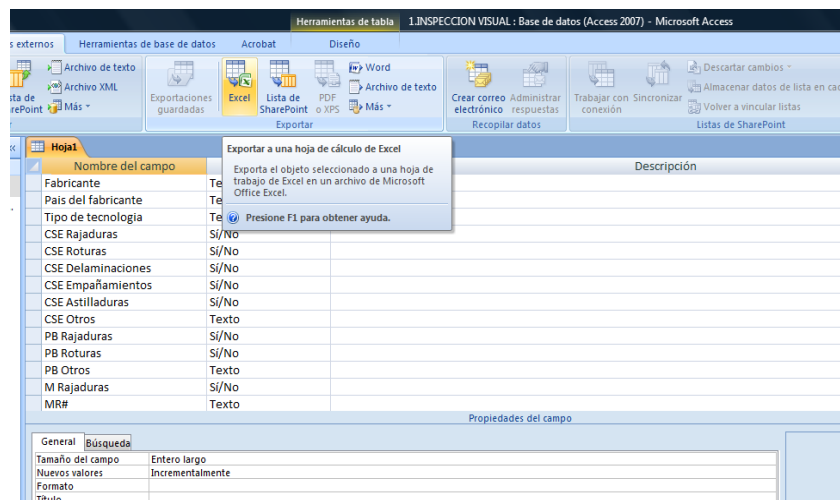 Herramientas de tabla 1.INSPECCION VISUAL : Base de datos (Access 2007) - Microsoft Access
s externos Herramientas de base de datos Acrobat Diseño
Archivo de texto
Archivo XML
Más
sta de
rePoint
Exportaciones
guardadas
Excel
Lista de
SharePoint
PDF
o XPS
Word
Archivo de texto
Más
Exportar
Crear correo
electrónico
Administrar
respuestas
Recopilar datos
Trabajar con
conexión
Sincronizar
Descartar cambios
Almacenar datos de lista en cac
Volver a vincular listas
Listas de SharePoint
Hoja1
Exportar a una hoja de cálculo de Excel
Exporta el objeto seleccionado a una hoja de
trabajo de Excel en un archivo de Microsoft
Office Excel.
Presione F1 para obtener ayuda.
Nombre del campo Descripción
Fabricante Te
Pais del fabricante Te
Tipo de tecnologia Te
CSE Rajaduras Sí/No
CSE Roturas Sí/No
CSE Delaminaciones Sí/No
CSE Empañamientos Sí/No
CSE Astilladuras Sí/No
CSE Otros Texto
PB Rajaduras Sí/No
PB Roturas Sí/No
PB Otros Texto
M Rajaduras Sí/No
MR# Texto
Propiedades del campo
General Búsqueda
Tamaño del campo Entero largo
Nuevos valores Incrementalmente
Formato
Título